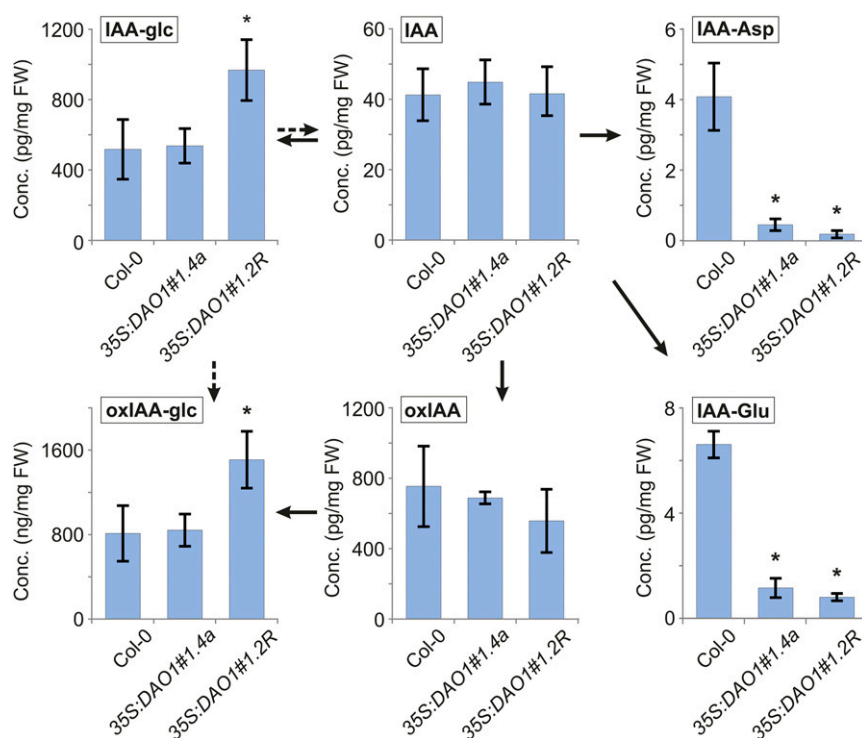 IAA-glc
*
1200
800
400
0
Conc. (pg/mg FW)
Col-0
35S:DAO1#1.4a
35S:DAO1#1.2R
IAA
60
40
20
0
Conc. (pg/mg FW)
Col-0
35S:DAO1#1.4a
35S:DAO1#1.2R
IAA-Asp
6
4
2
0
Conc. (pg/mg FW)
*
*
Col-0
35S:DAO1#1.4a
35S:DAO1#1.2R
oxIAA-glc
*
1600
800
0
Conc. (ng/mg FW)
Col-0
35S:DAO1#1.4a
35S:DAO1#1.2R
oxIAA
1200
800
400
0
Conc. (pg/mg FW)
Col-0
35S:DAO1#1.4a
35S:DAO1#1.2R
IAA-Glu
8
4
0
Conc. (pg/mg FW)
*
*
Col-0
35S:DAO1#1.4a
35S:DAO1#1.2R